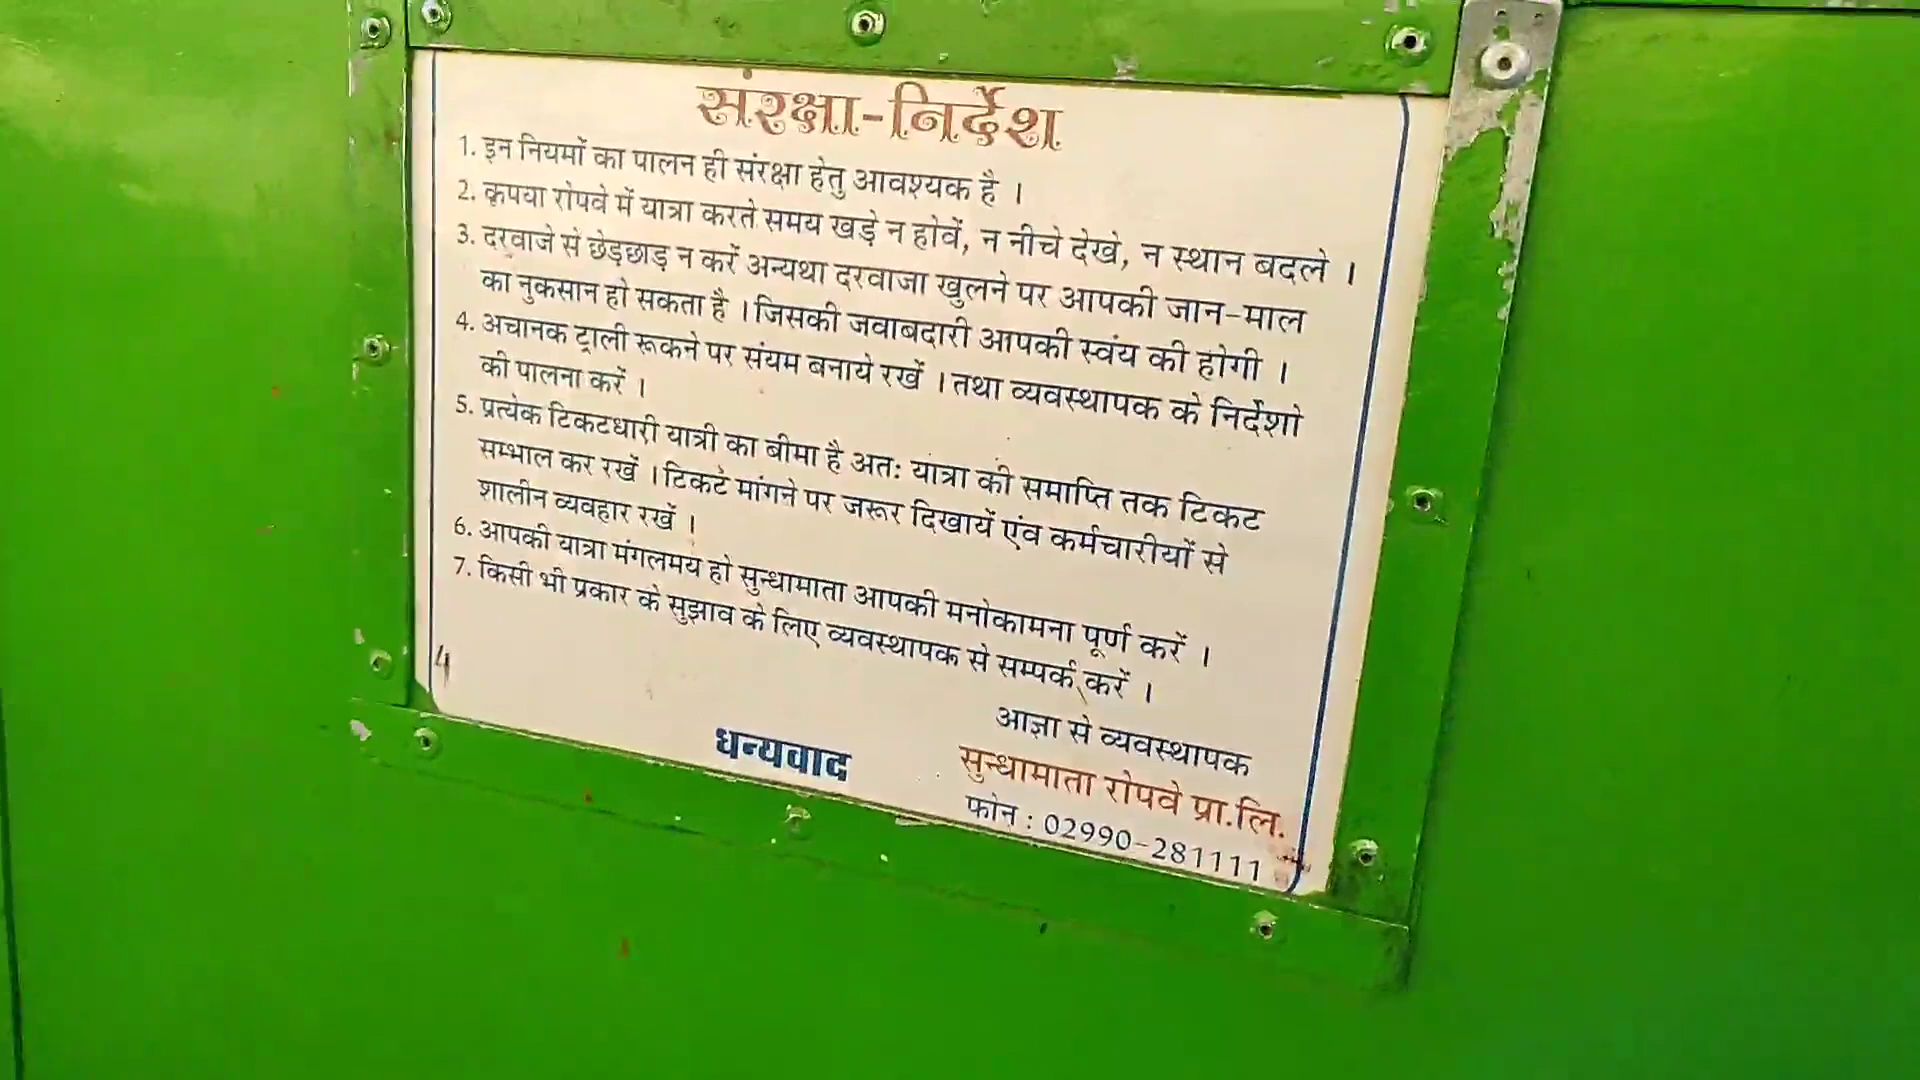 संरक्षा-निर्देश
1. इन नियमों का पालन ही संरक्षा हेतु आवश्यक है ।
2. कृपया रोपवे में यात्रा करते समय खड़े न होवें, न नीचे देखे, न स्थान बदले ।
3. दरवाजे से छेड़छाड़ न करें अन्यथा दरवाजा खुलने पर आपकी जान-माल
का नुकसान हो सकता है । जिसकी जवाबदारी आपकी स्वंय की होगी ।
4. अचानक ट्राली रूकने पर संयम बनाये रखें । तथा व्यवस्थापक के निर्देशो
की पालना करें ।
5. प्रत्येक टिकटधारी यात्री का बीमा है अतः यात्रा की समाप्ति तक टिकट
सम्भाल कर रखें । टिकट मांगने पर जरूर दिखायें एंव कर्मचारीयों से
शालीन व्यवहार रखें ।
6. आपकी यात्रा मंगलमय हो सुन्धामाता आपकी मनोकामना पूर्ण करें ।
7. किसी भी प्रकार के सुझाव के लिए व्यवस्थापक से सम्पर्क करें ।
आज्ञा से व्यवस्थापक
धन्यवाद
सुन्धामाता रोपवे प्रा.लि.
फोन : 02990-281111
4